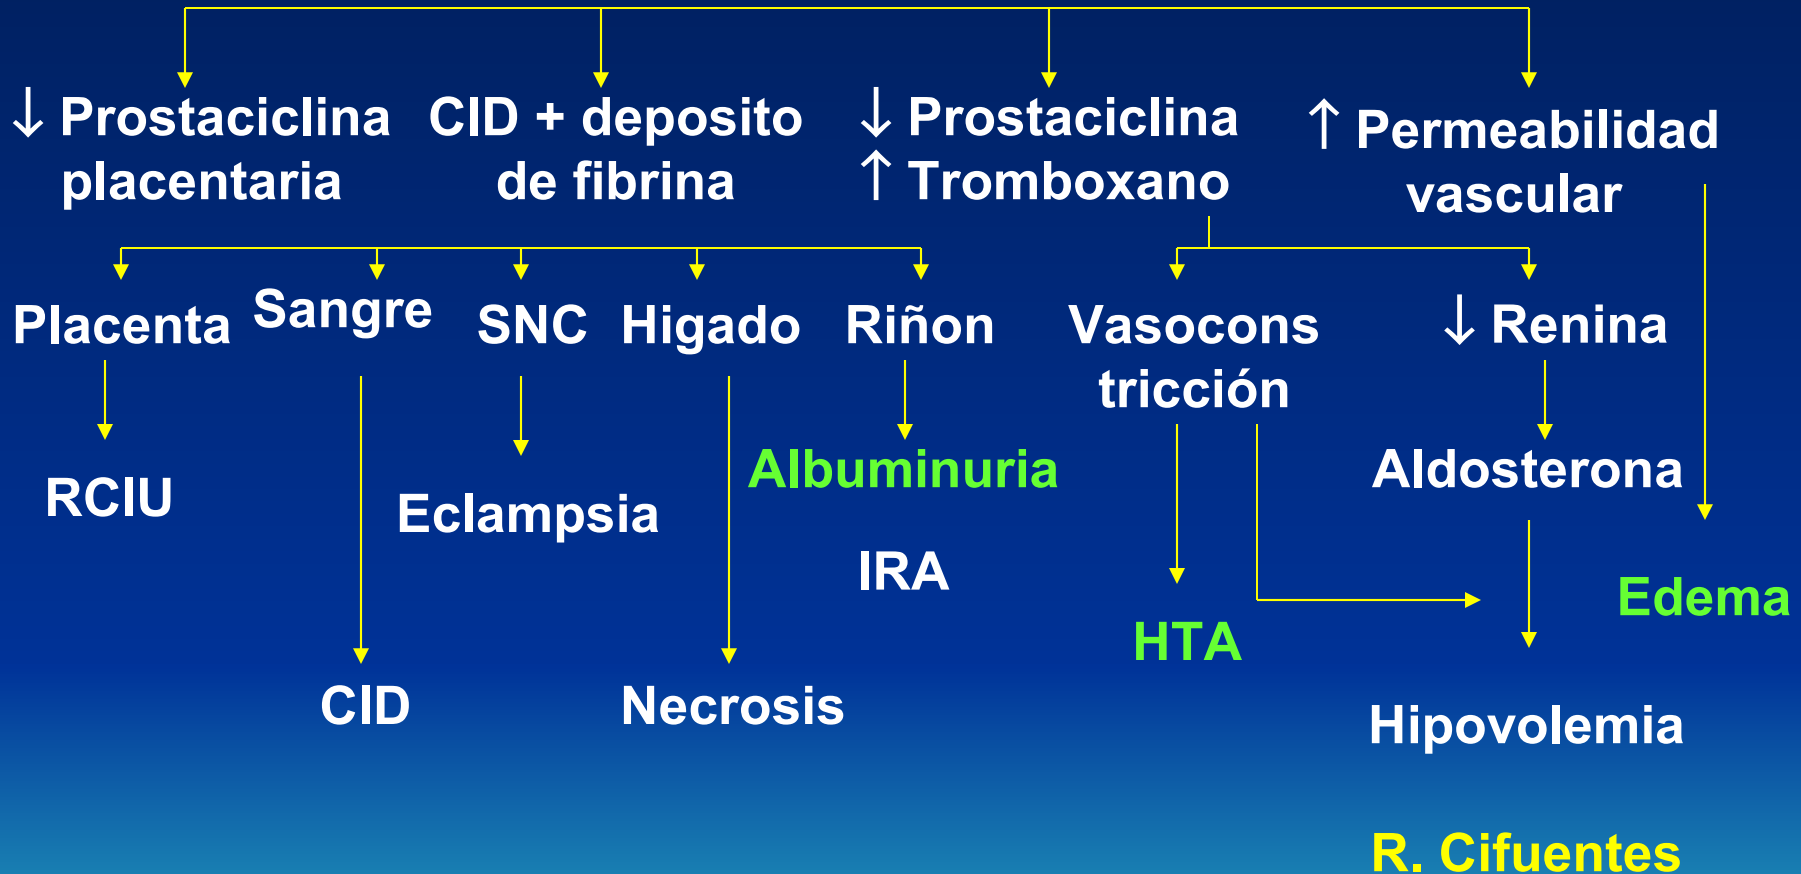 ↓ Prostaciclina
placentaria
CID + deposito
de fibrina
↓ Prostaciclina
↑ Tromboxano
↑ Permeabilidad
vascular
Placenta
Sangre
SNC
Higado
Riñon
Vasocons
tricción
↓ Renina
RCIU
Eclampsia
Albuminuria
IRA
Aldosterona
CID
Necrosis
HTA
Edema
Hipovolemia
R. Cifuentes